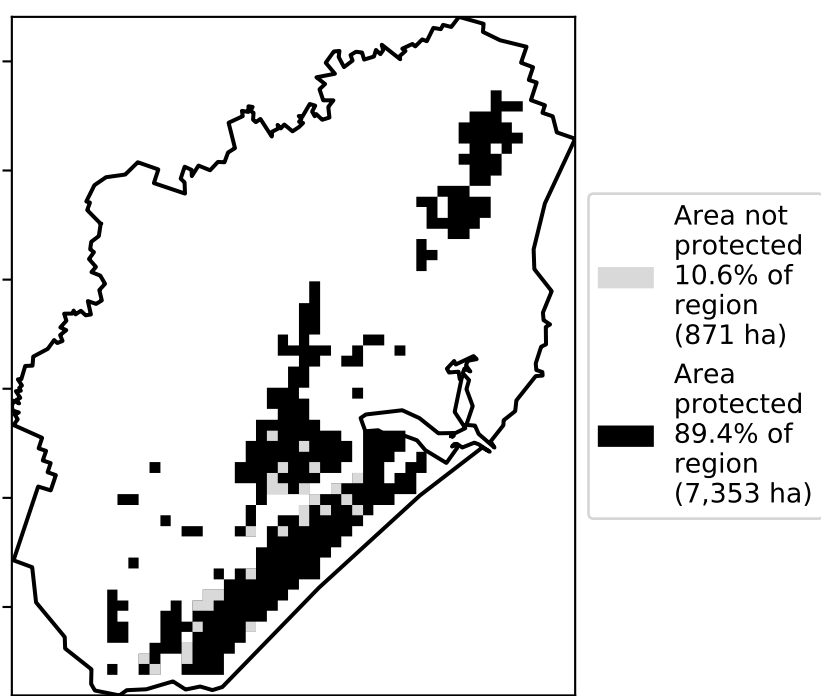 Area not
protected
10.6% of
region
(871 ha)
Area
protected
89.4% of
region
(7,353 ha)